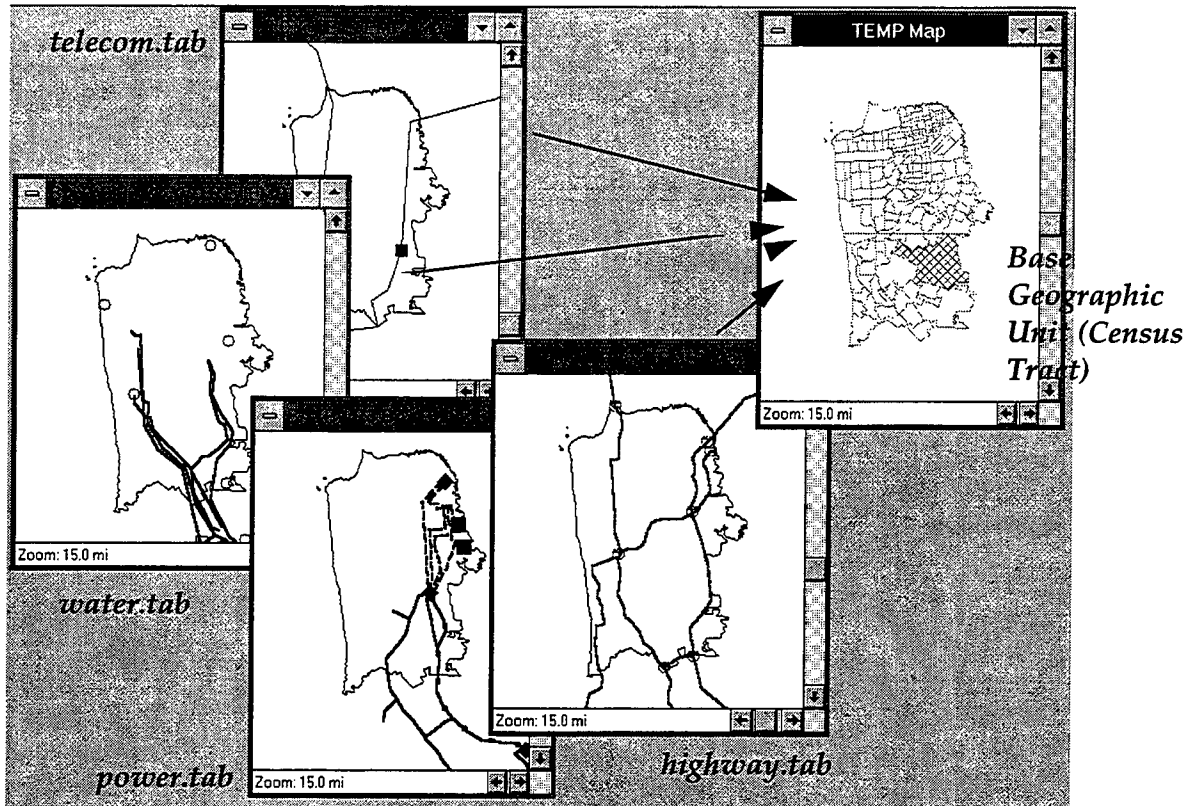 telecom.tab
TEMP Map
Base
Geographic
Unit (Census
Tract)
Zoom: 15.0 mi
Zoom: 15.0 mi
water.tab
Zoom: 15.0 mi
highway.tab
power.tab
Zoom: 15.0 mi